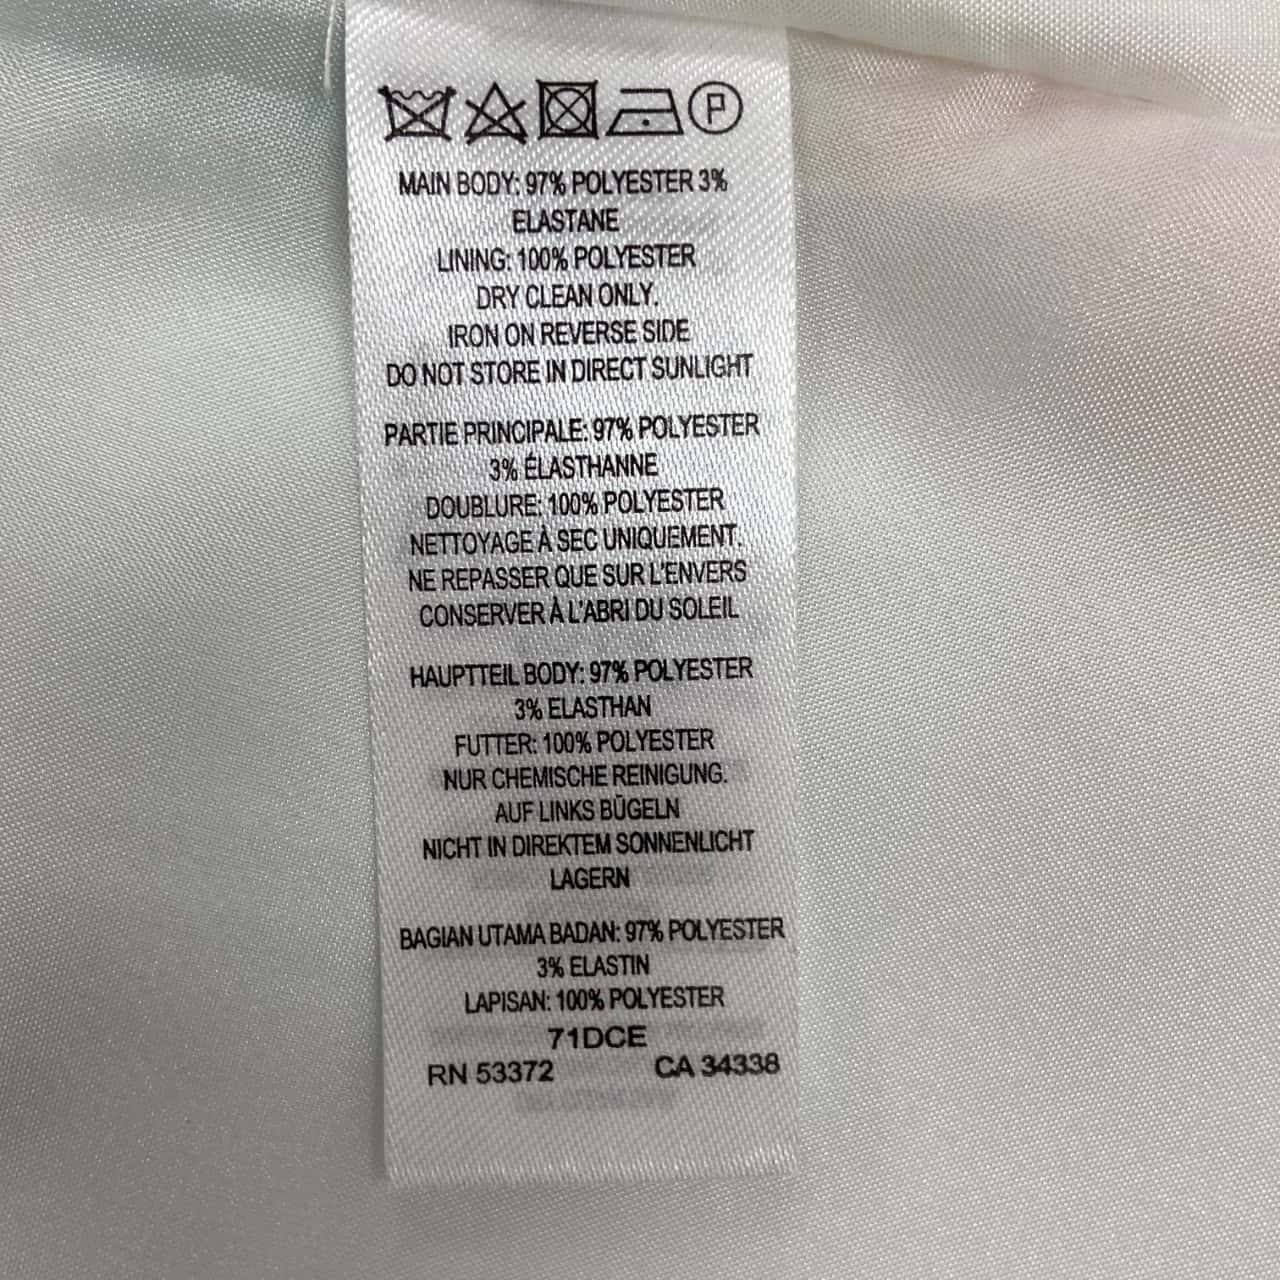 P
MAIN BODY: 97% POLYESTER 3%
ELASTANE
LINING: 100% POLYESTER
DRY CLEAN ONLY.
IRON ON REVERSE SIDE
DO NOT STORE IN DIRECT SUNLIGHT
PARTIE PRINCIPALE: 97% POLYESTER
3% ÉLASTHANNE
DOUBLURE: 100% POLYESTER
NETTOYAGE À SEC UNIQUEMENT.
NE REPASSER QUE SUR L'ENVERS
CONSERVER À L'ABRI DU SOLEIL
HAUPTTEIL BODY: 97% POLYESTER
3% ELASTHAN
FUTTER: 100% POLYESTER
NUR CHEMISCHE REINIGUNG.
AUF LINKS BÜGELN
NICHT IN DIREKTEM SONNENLICHT
LAGERN
BAGIAN UTAMA BADAN: 97% POLYESTER
3% ELASTIN
LAPISAN: 100% POLYESTER
71DCE
RN 53372 CA 34338